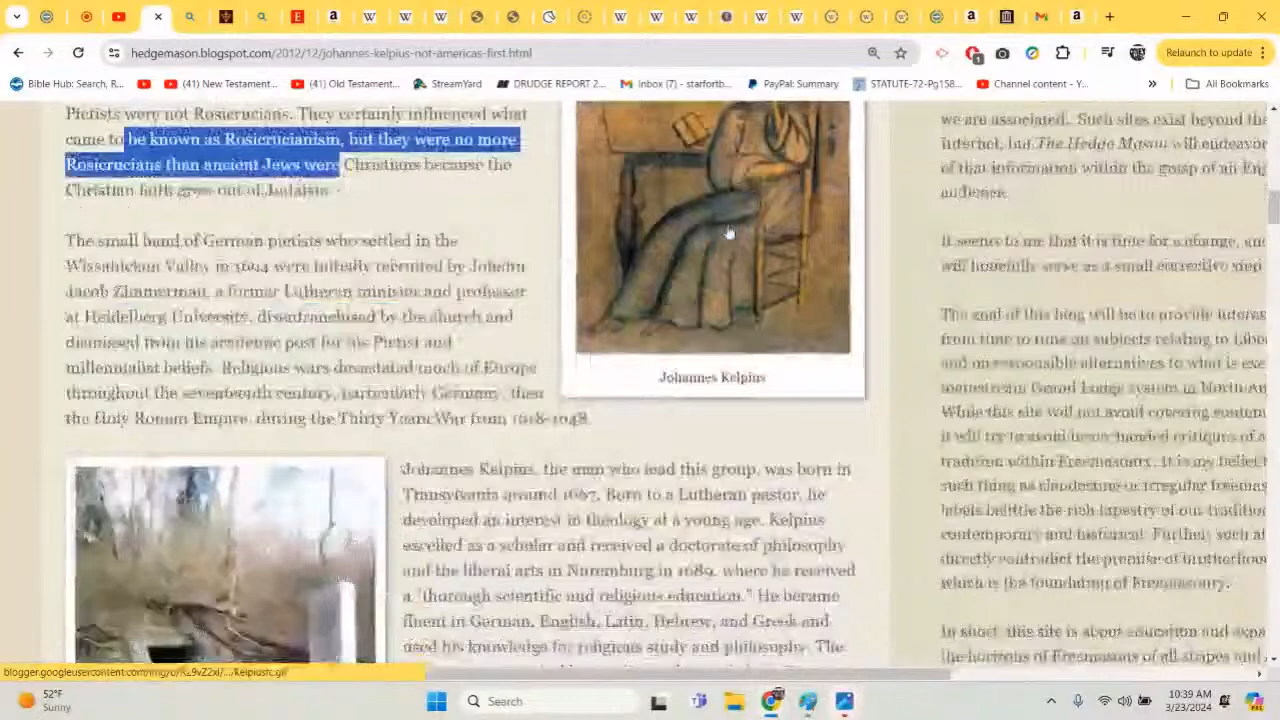 hedgemason.blogspot.com/2012/12/johannes-kelpius-not-americas-first.html
Relaunch to update
Bible Hub: Search, R...
(41) New Testament...
(41) Old Testament...
StreamYard
DRUDGE REPORT 2...
Inbox (7) - starfortb...
PayPal: Summary
STATUTE-72-Pg158...
Channel content - Y...
All Bookmarks
Pietists were not Rosicrucians. They certainly influenced what
came to be known as Rosicrucianism, but they were no more
Rosicrucians than ancient Jews were Christians because the
Christian faith grew out of Judaism.
The small band of German pietists who settled in the
Wissahickon Valley in 1694 were initially recruited by Johann
Jacob Zimmerman, a former Lutheran minister and professor
at Heidelberg University, disenfranchised by the church and
dismissed from his academic post for his Pietist and
millennialist beliefs. Religious wars devastated much of Europe
throughout the seventeenth century, particularly Germany, then
the Holy Roman Empire, during the Thirty Years War from
Johannes Kelpius
Johannes Kelpius, the man who lead this group, was born in
Transylvania around 1667. Born to a Lutheran pastor, he
developed an interest in theology at a young age. Kelpius
excelled as a scholar and received a doctorate of philosophy
and the liberal arts in Nuremburg in 1689, where he received
a "thorough scientific and religious education." He became
fluent in German, English, Latin, Hebrew, and Greek and
used his knowledge for religious study and philosophy. The
we are associated. Such sites exist beyond the
Internet, but The Hedge Mason will endeavor
of that information within the grasp of an Eng
audience.
It seems to me that it is time for a change, and
will hopefully serve as a small corrective step
The goal of this blog will be to provide
from time to time on subjects relating to Libe
and on responsible alternatives to what is
mainstream Grand Lodge system in North Am
While this site will not avoid covering
it will try to avoid heavy handed critiques of a
tradition within Freemasonry. It is my belief t
such thing as clandestine or irregular freemas
labels belittle the rich tapestry of our tradition
contemporary and historical. Further, such at
directly contradict the premise of brotherhood
which is the foundation of Freemasonry.
In short, this site is about education and expa
the horizons of Freemasons of all stripes and
52°F
Sunny
Search
10:39 AM
3/23/2024